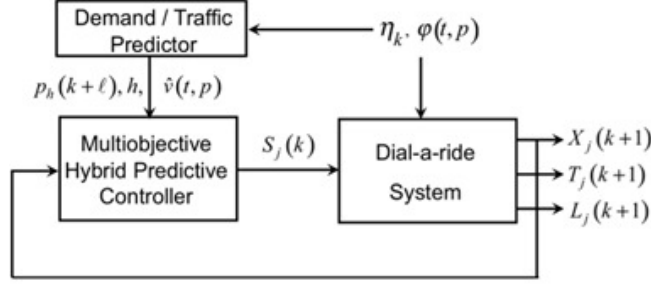 Demand / Traffic
Predictor
η_k, φ(t, p)
p_h(k+ℓ), h, v̂(t, p)
Multiobjective
Hybrid Predictive
Controller
S_j(k)
Dial-a-ride
System
X_j(k+1)
T_j(k+1)
L_j(k+1)